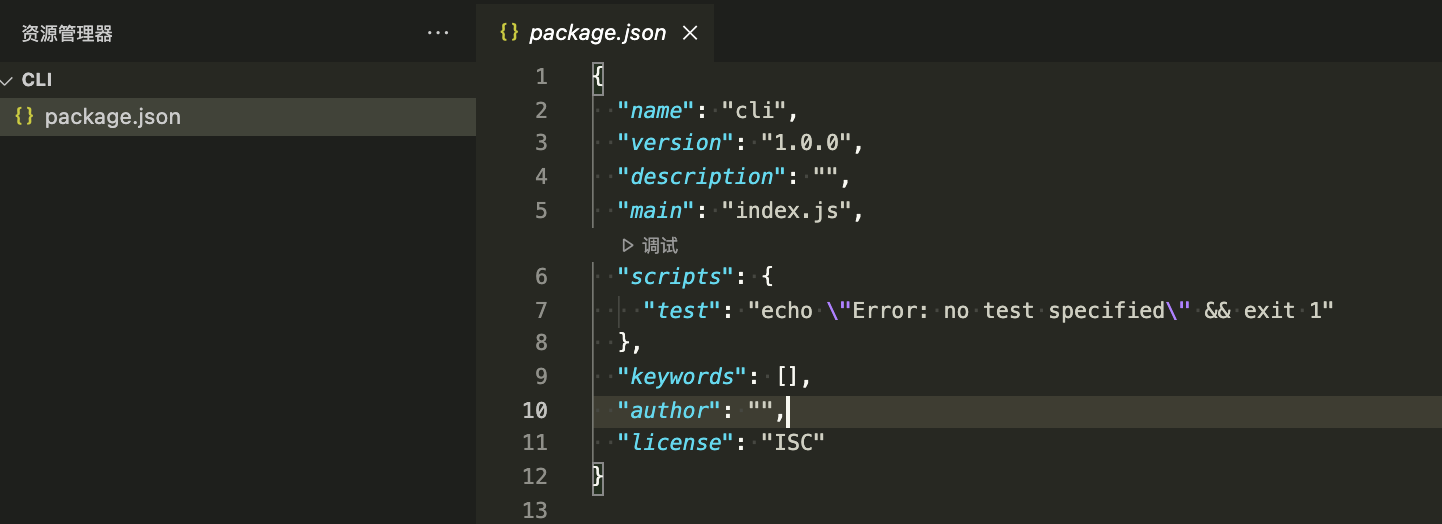 资源管理器 ···
CLI
{} package.json
{} package.json ×
1 {
2 "name": "cli",
3 "version": "1.0.0",
4 "description": "",
5 "main": "index.js",
调试
6 "scripts": {
7 "test": "echo \"Error: no test specified\" && exit 1"
8 },
9 "keywords": [],
10 "author": "",
11 "license": "ISC"
12 }
13